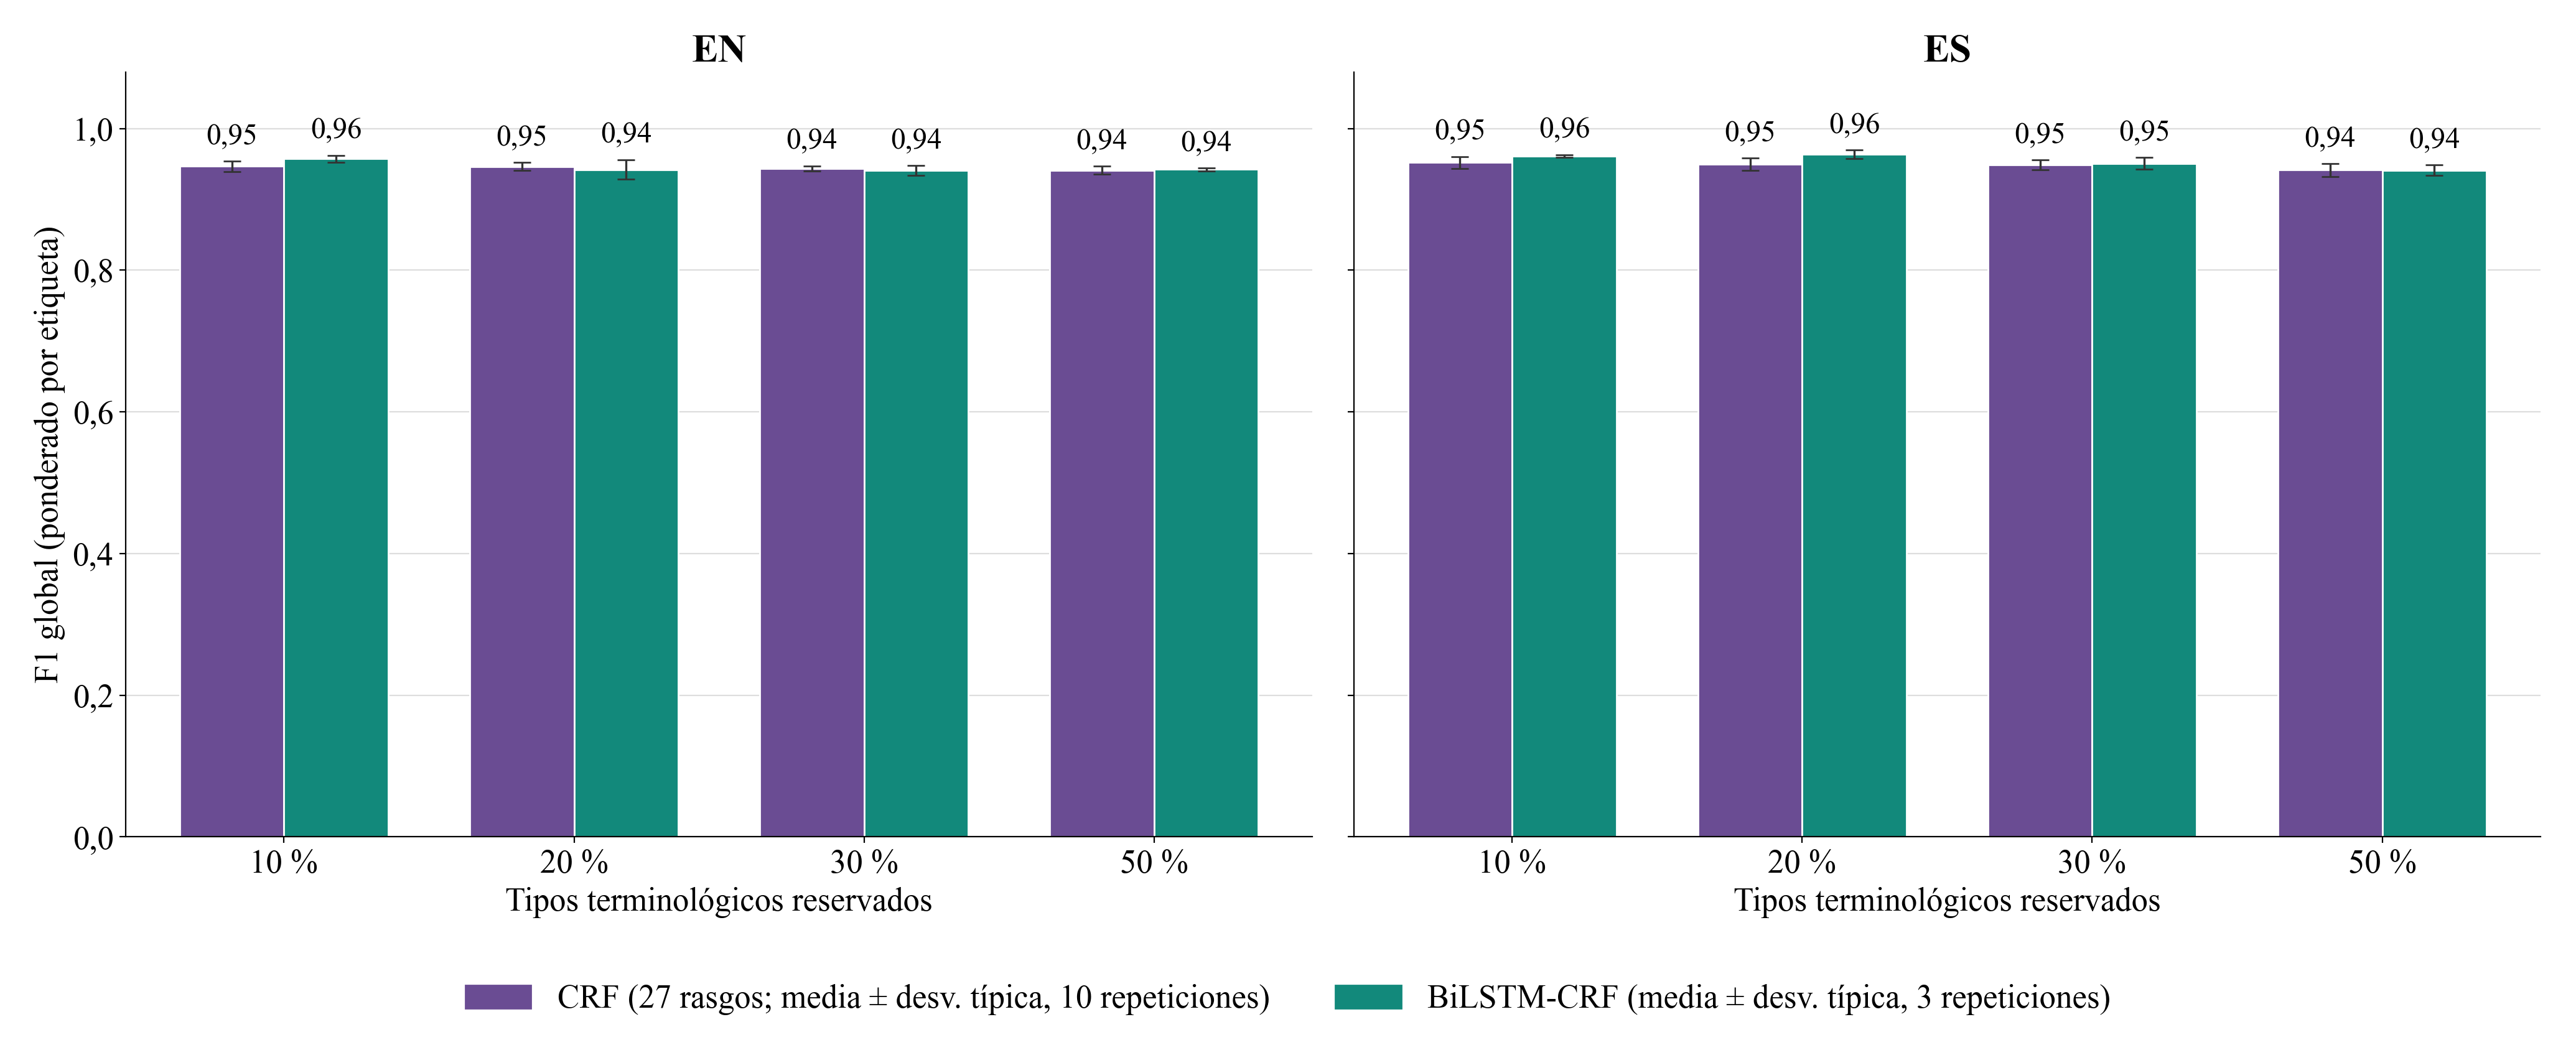 EN
ES
F1 global (ponderado por etiqueta)
1,0
0,8
0,6
0,4
0,2
0,0
0,95 0,96 0,95 0,94 0,94 0,94 0,94 0,94
10 % 20 % 30 % 50 %
Tipos terminológicos reservados
0,95 0,96 0,95 0,96 0,95 0,95 0,94 0,94
10 % 20 % 30 % 50 %
Tipos terminológicos reservados
CRF (27 rasgos; media ± desv. típica, 10 repeticiones)
BiLSTM-CRF (media ± desv. típica, 3 repeticiones)